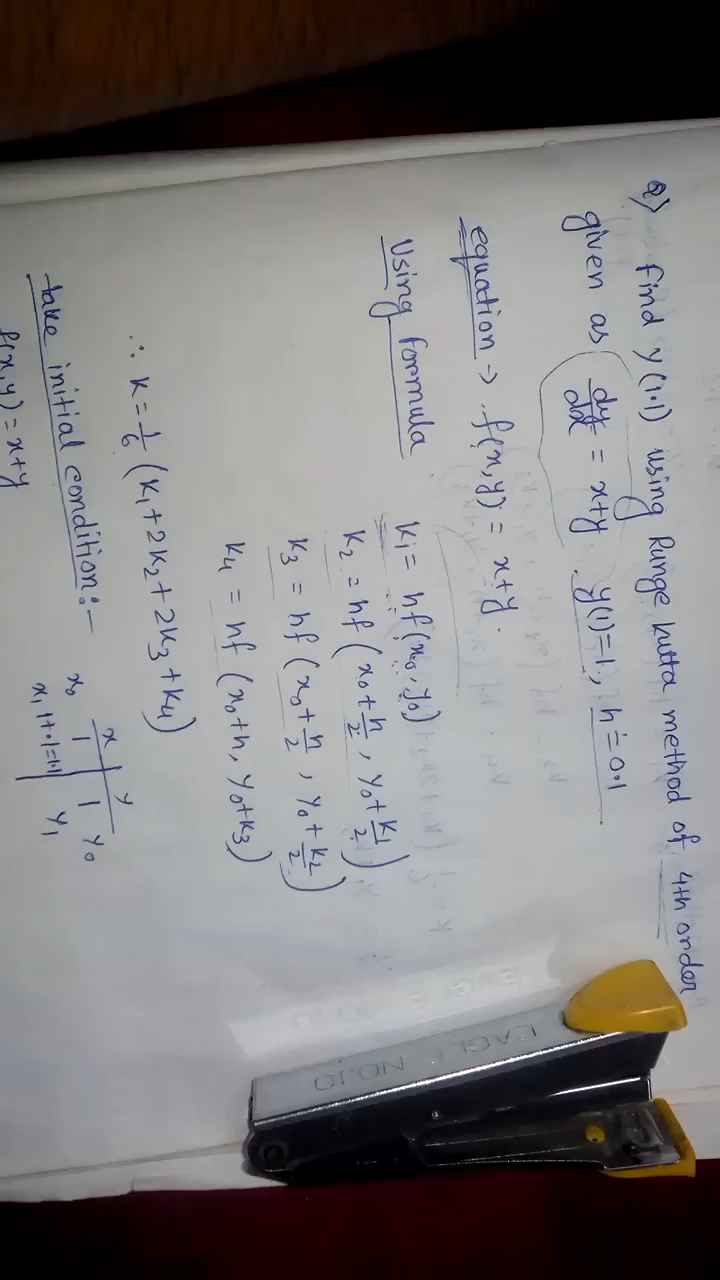 Q) Find y(1.1) using Runge kutta method of 4th order
given as dy/dx = x+y y(1)=1, h=0.1
equation → f(x,y) = x+y.
Using formula
K1 = hf(x0, y0)
K2 = hf(x0+h/2, y0+K1/2)
K3 = hf(x0+h/2, y0+K2/2)
K4 = hf(x0+h, y0+K3)
∴ K = 1/6 (K1+2K2+2K3+K4)
take initial condition:-
x y
x0 1 1 y0
x1 1+.1=1.1 y1
f(x,y) = x+y
EAGLE NO.10